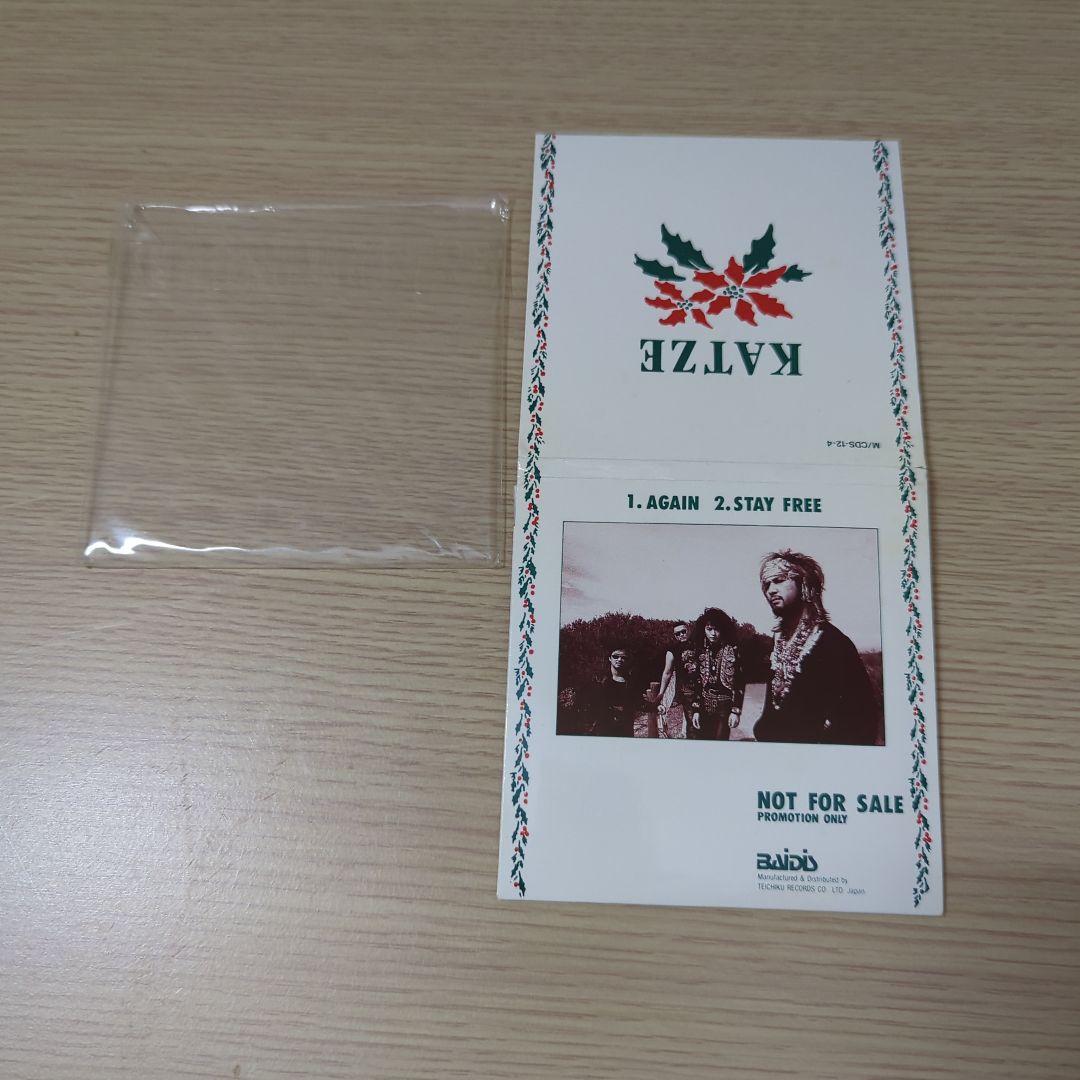 KATZE
M/CDS-12-4
1. AGAIN 2. STAY FREE
NOT FOR SALE
PROMOTION ONLY
BAiDiS
Manufactured & Distributed by
TEICHIKU RECORDS CO. LTD. Japan